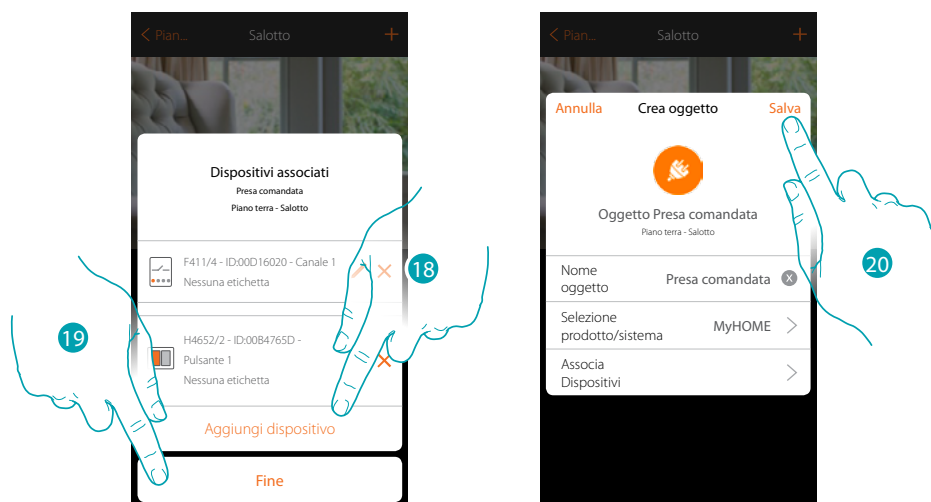 < Pian... Salotto +
Dispositivi associati
Presa comandata
Piano terra - Salotto
F411/4 - ID:00D16020 - Canale 1
Nessuna etichetta
H4652/2 - ID:00B4765D -
Pulsante 1
Nessuna etichetta
Aggiungi dispositivo
Fine
18
19
< Pian... Salotto +
Annulla Crea oggetto Salva
Oggetto Presa comandata
Piano terra - Salotto
Nome
oggetto
Presa comandata X
Selezione
prodotto/sistema
MyHOME >
Associa
Dispositivi
>
20